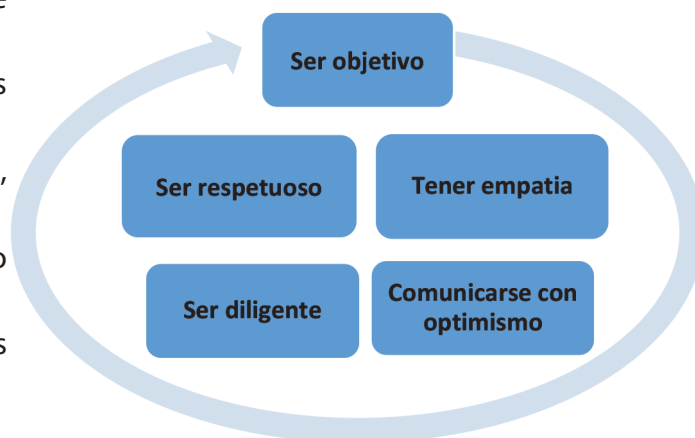 Ser objetivo
Ser respetuoso
Tener empatia
Ser diligente
Comunicarse con
optimismo